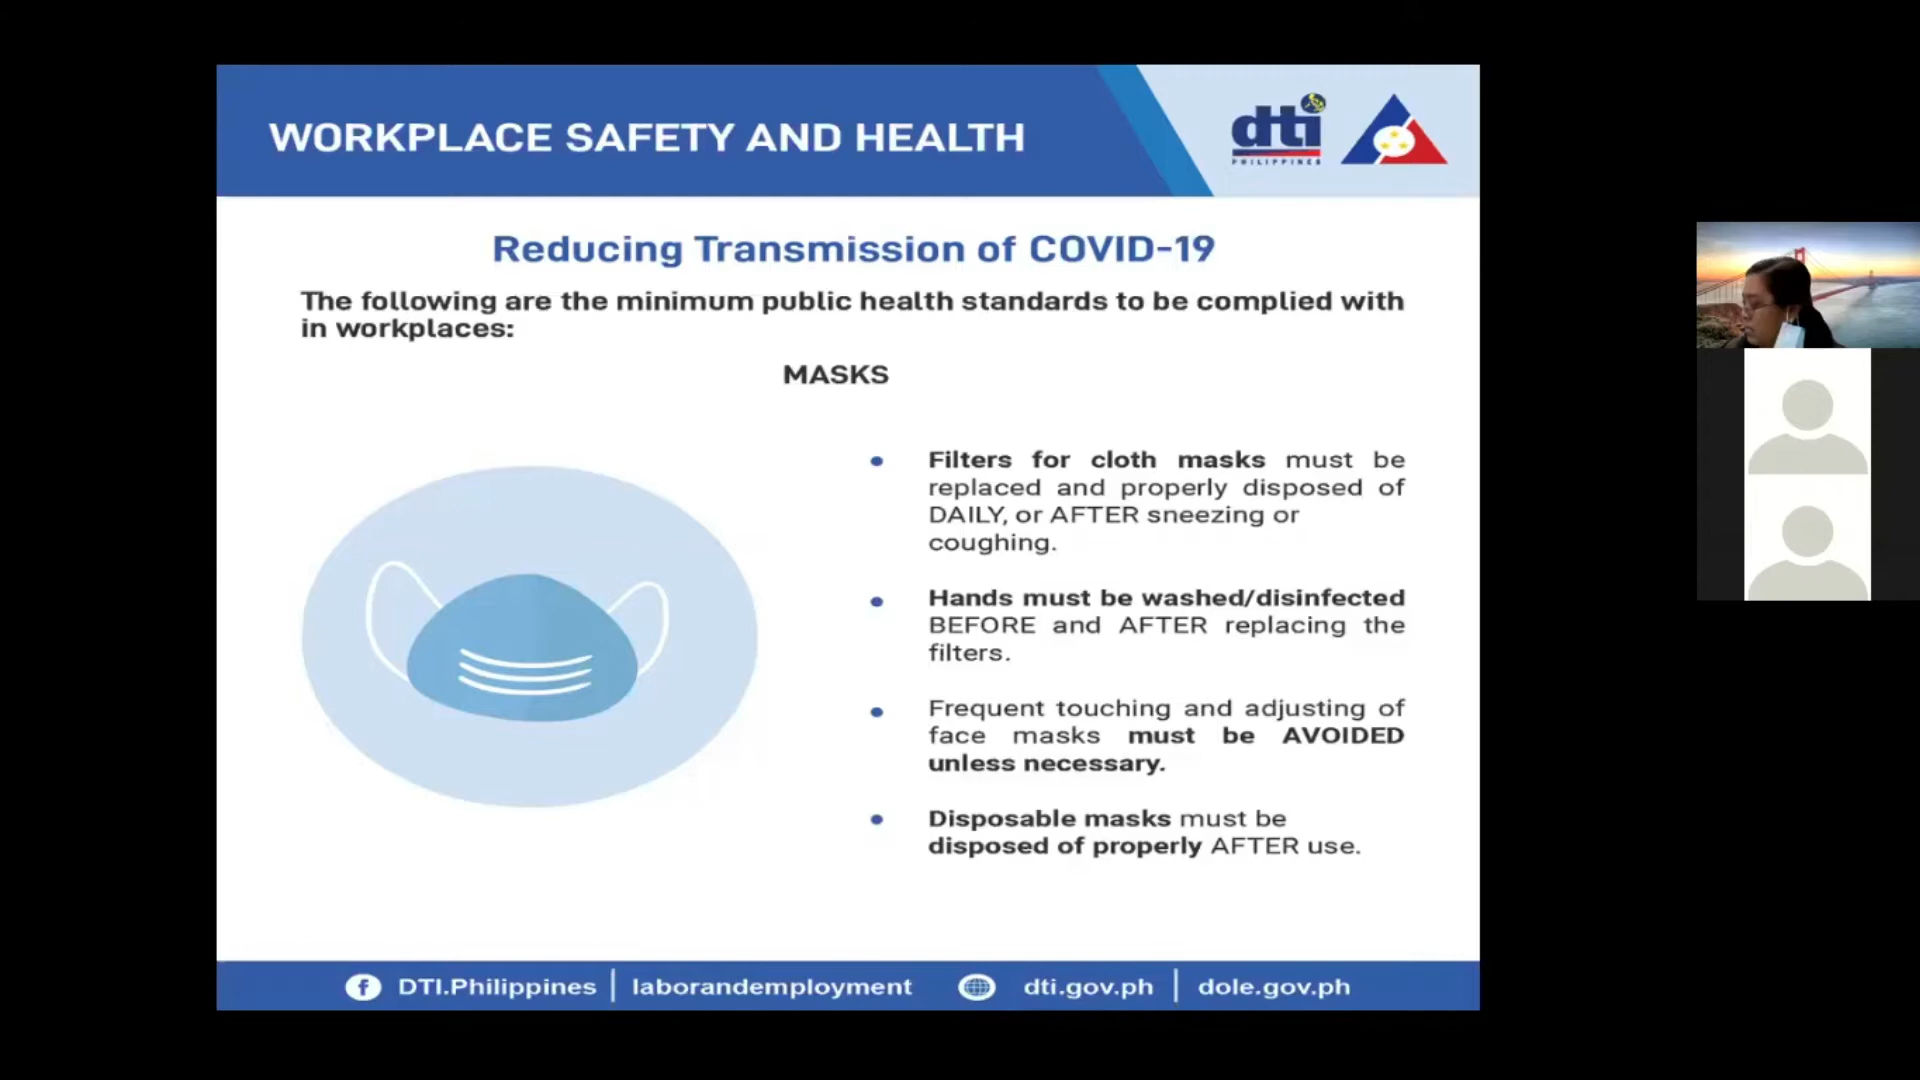 WORKPLACE SAFETY AND HEALTH
dti
PHILIPPINES
Reducing Transmission of COVID-19
The following are the minimum public health standards to be complied with
in workplaces:
MASKS
• Filters for cloth masks must be
replaced and properly disposed of
DAILY, or AFTER sneezing or
coughing.
• Hands must be washed/disinfected
BEFORE and AFTER replacing the
filters.
• Frequent touching and adjusting of
face masks must be AVOIDED
unless necessary.
• Disposable masks must be
disposed of properly AFTER use.
f DTI.Philippines | laborandemployment dti.gov.ph | dole.gov.ph